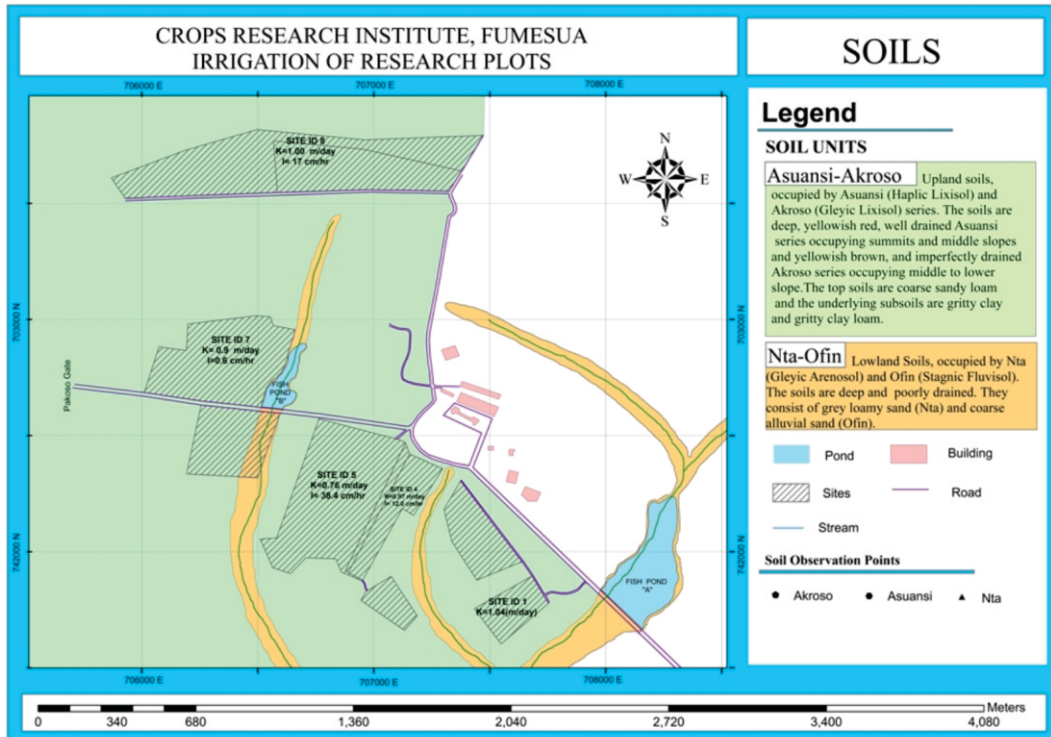 CROPS RESEARCH INSTITUTE, FUMESUA
IRRIGATION OF RESEARCH PLOTS
SOILS
706000 E
707000 E
708000 E
703000 N
742000 N
703000 N
742000 N
706000 E
707000 E
708000 E
N
W
E
S
SITE ID 8
K=1.00 m/day
I= 17 cm/hr
SITE ID 7
K= 0.9 m/day
I=0.6 cm/hr
Pakoso Gate
FISH
POND
"B"
SITE ID 5
K=0.76 m/day
I= 38.4 cm/hr
SITE ID 4
K=0.97 m/day
I= 12.0 cm/hr
SITE ID 1
K=1.04(m/day)
FISH POND
"A"
Legend
SOIL UNITS
Asuansi-Akroso Upland soils,
occupied by Asuansi (Haplic Lixisol) and
Akroso (Gleyic Lixisol) series. The soils are
deep, yellowish red, well drained Asuansi
series occupying summits and middle slopes
and yellowish brown, and imperfectly drained
Akroso series occupying middle to lower
slope.The top soils are coarse sandy loam
and the underlying subsoils are gritty clay
and gritty clay loam.
Nta-Ofin Lowland Soils, occupied by Nta
(Gleyic Arenosol) and Ofin (Stagnic Fluvisol).
The soils are deep and poorly drained. They
consist of grey loamy sand (Nta) and coarse
alluvial sand (Ofin).
Pond
Building
Sites
Road
Stream
Soil Observation Points
Akroso
Asuansi
Nta
Meters
0
340
680
1,360
2,040
2,720
3,400
4,080